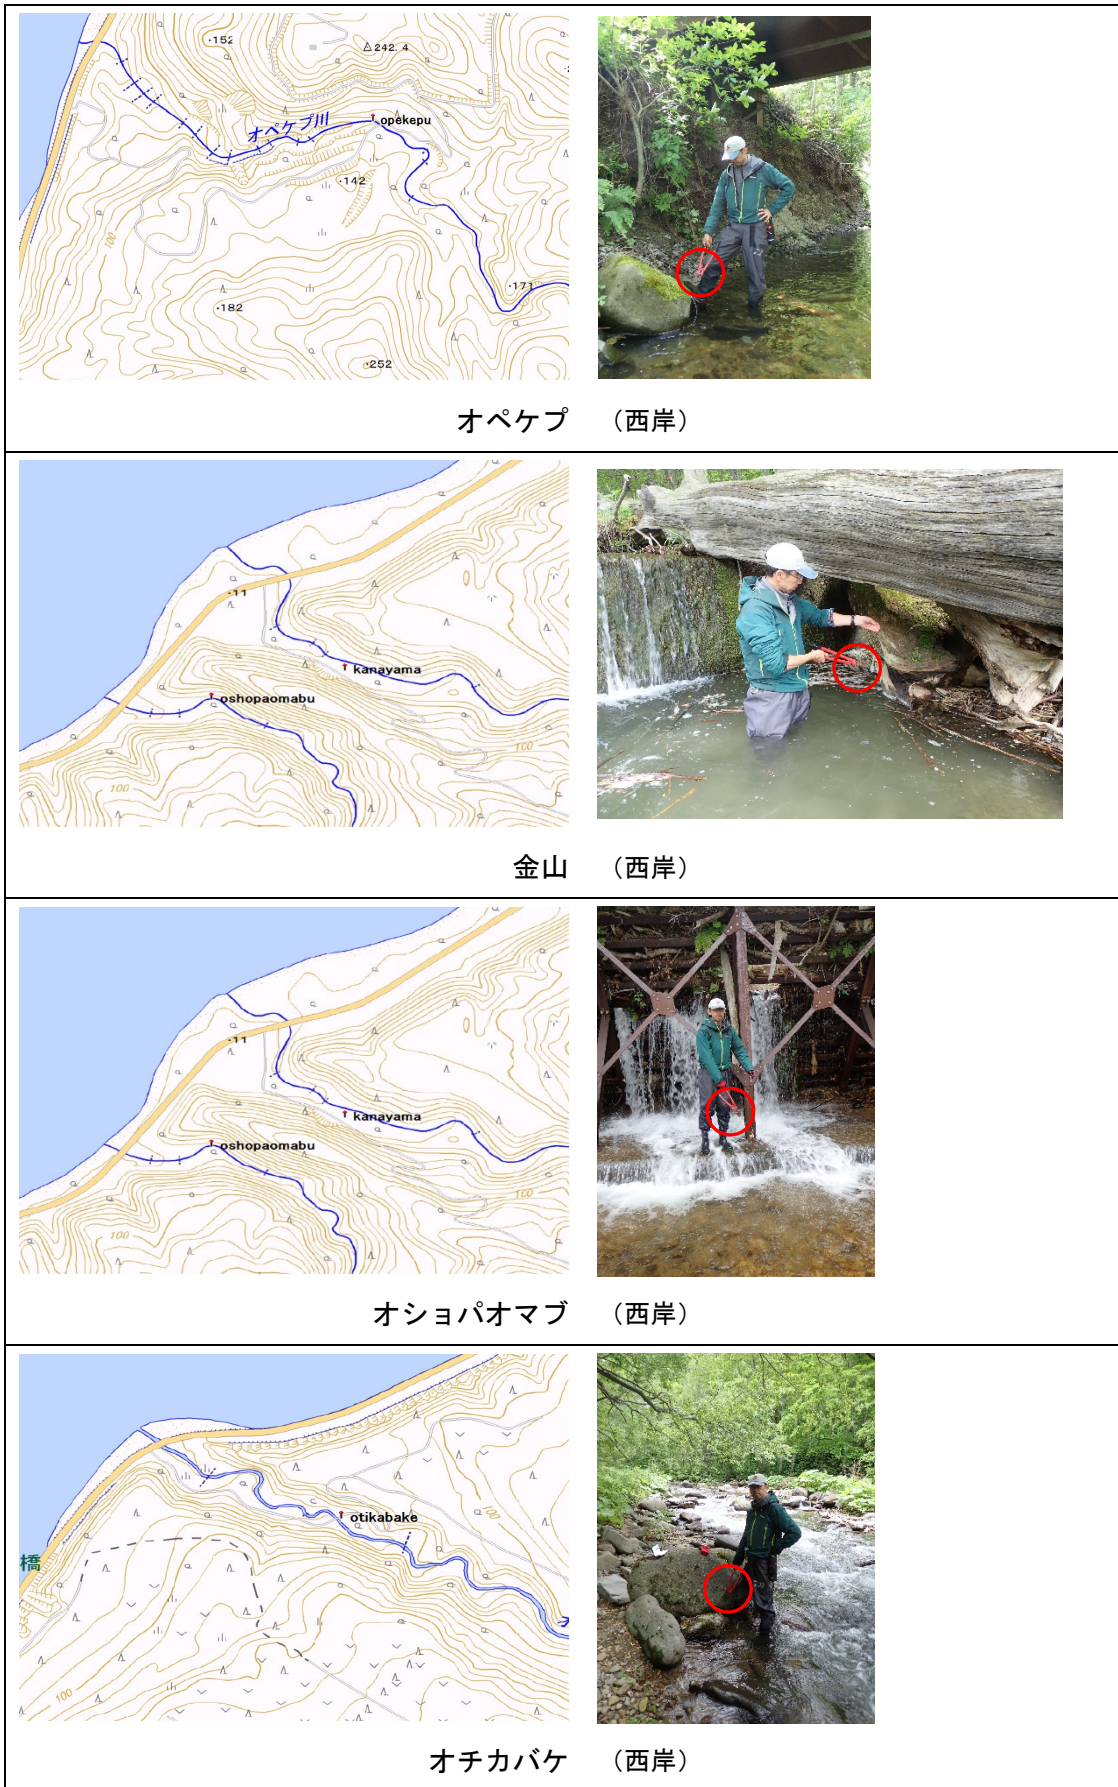 ・152
242.4
オペケプ川
opekepu
・142
100
・171
・182
・252
オペケプ （西岸）
・11
kanayama
oshopaomabu
100
100
金山 （西岸）
・11
kanayama
oshopaomabu
100
100
オショパオマブ （西岸）
100
otikabake
橋
100
オチカバケ （西岸）